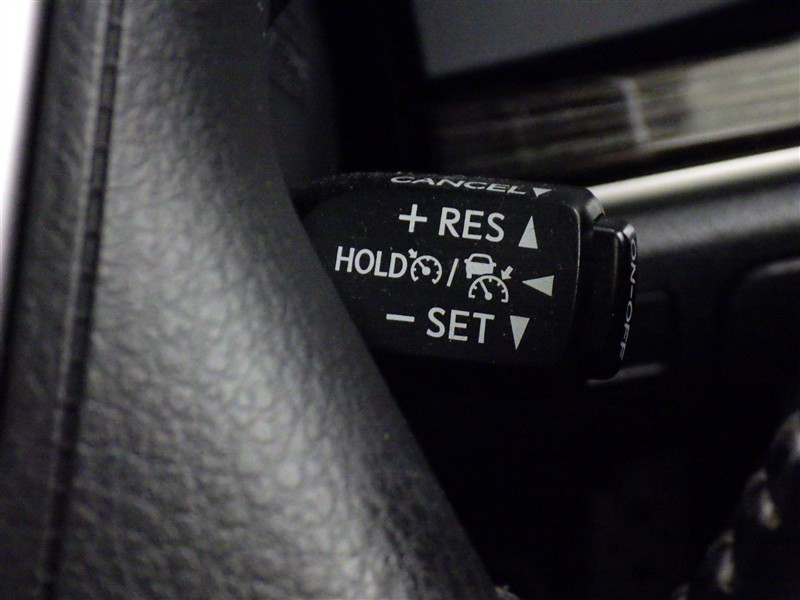 CANCEL▼
+ RES ▲
HOLD / ◀
− SET ▼
ON·OFF